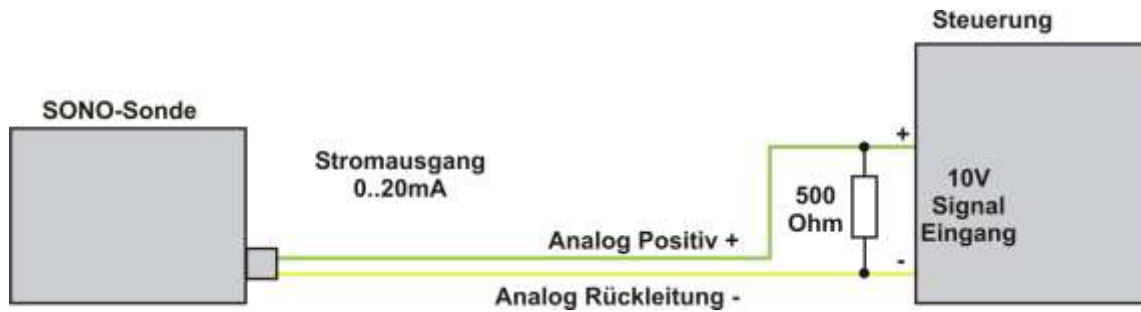 Steuerung
SONO-Sonde
Stromausgang
0..20mA
+
500
Ohm
10V
Signal
Eingang
Analog Positiv +
-
Analog Rückleitung -